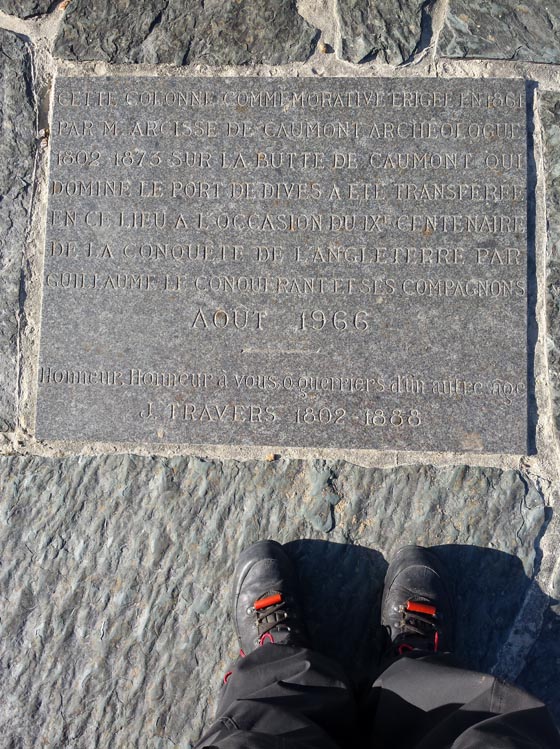 CETTE COLONNE COMMEMORATIVE ERIGEE EN 1861
PAR M. ARCISSE DE CAUMONT ARCHEOLOGUE
1802-1873 SUR LA BUTTE DE CAUMONT QUI
DOMINE LE PORT DE DIVES A ETE TRANSFEREE
EN CE LIEU A L'OCCASION DU IXE CENTENAIRE
DE LA CONQUETE DE L'ANGLETERRE PAR
GUILLAUME LE CONQUERANT ET SES COMPAGNONS
AOUT 1966
Honneur, Honneur à vous, o guerriers d'un autre age
J. TRAVERS 1802-1888